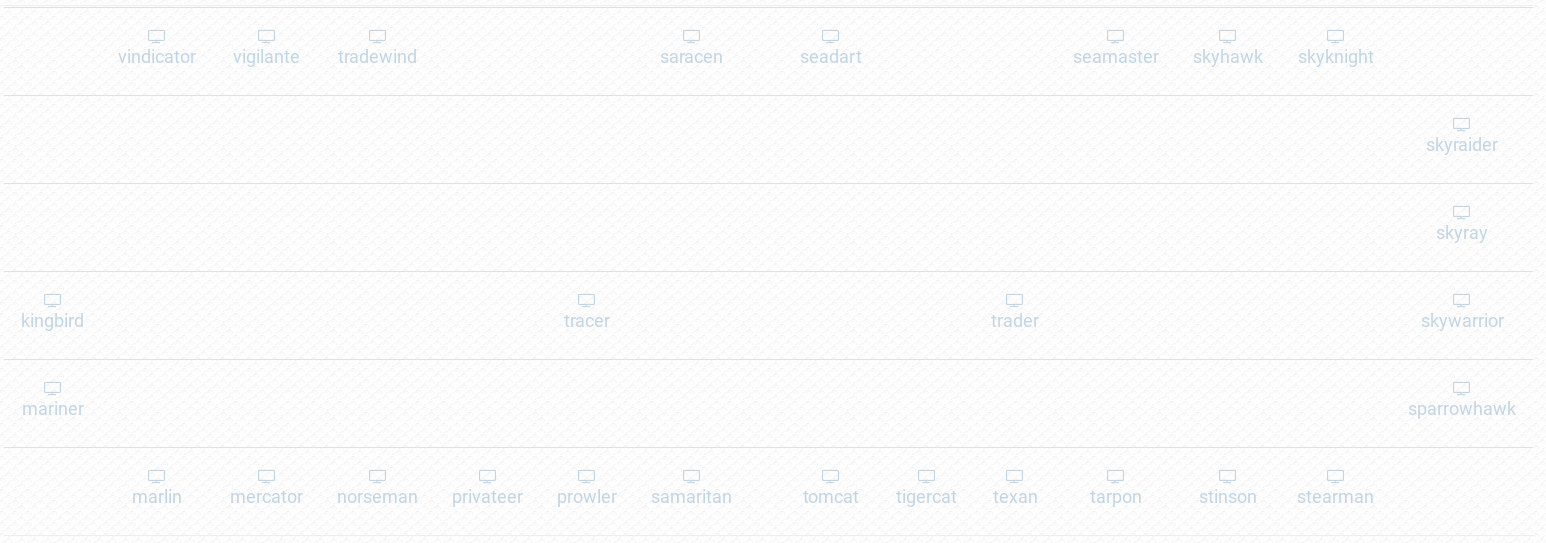 vindicator vigilante tradewind saracen seadart seamaster skyhawk skyknight
skyraider
skyray
kingbird tracer trader skywarrior
mariner sparrowhawk
marlin mercator norseman privateer prowler samaritan tomcat tigercat texan tarpon stinson stearman